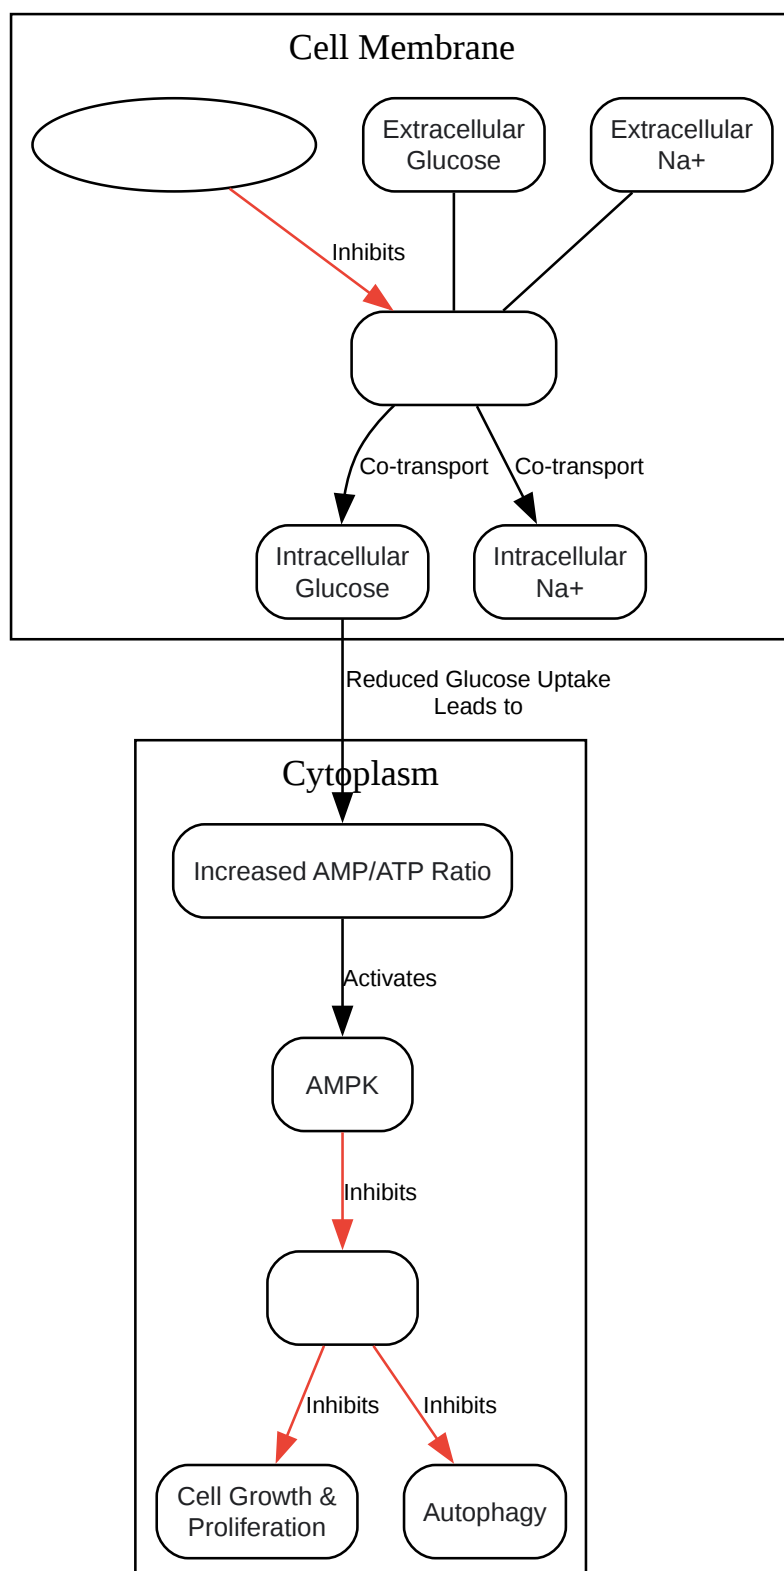 Cell Membrane
Extracellular
Glucose
Extracellular
Na+
Inhibits
Co-transport
Co-transport
Intracellular
Glucose
Intracellular
Na+
Reduced Glucose Uptake
Leads to
Cytoplasm
Increased AMP/ATP Ratio
Activates
AMPK
Inhibits
Inhibits
Inhibits
Cell Growth &
Proliferation
Autophagy